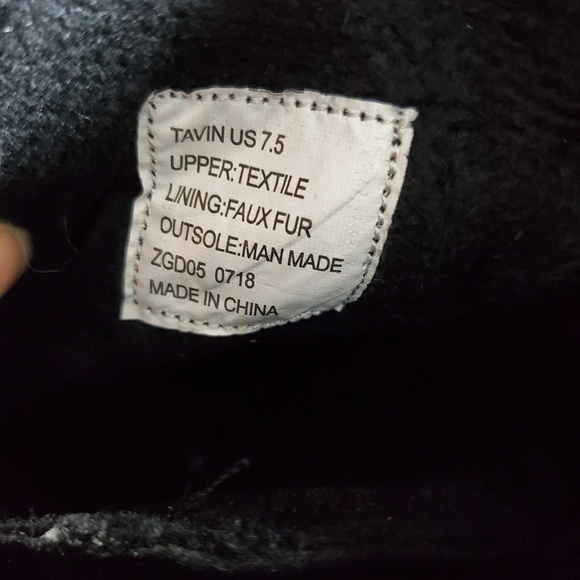 TAVIN US 7.5
UPPER:TEXTILE
LINING:FAUX FUR
OUTSOLE:MAN MADE
ZGD05 0718
MADE IN CHINA